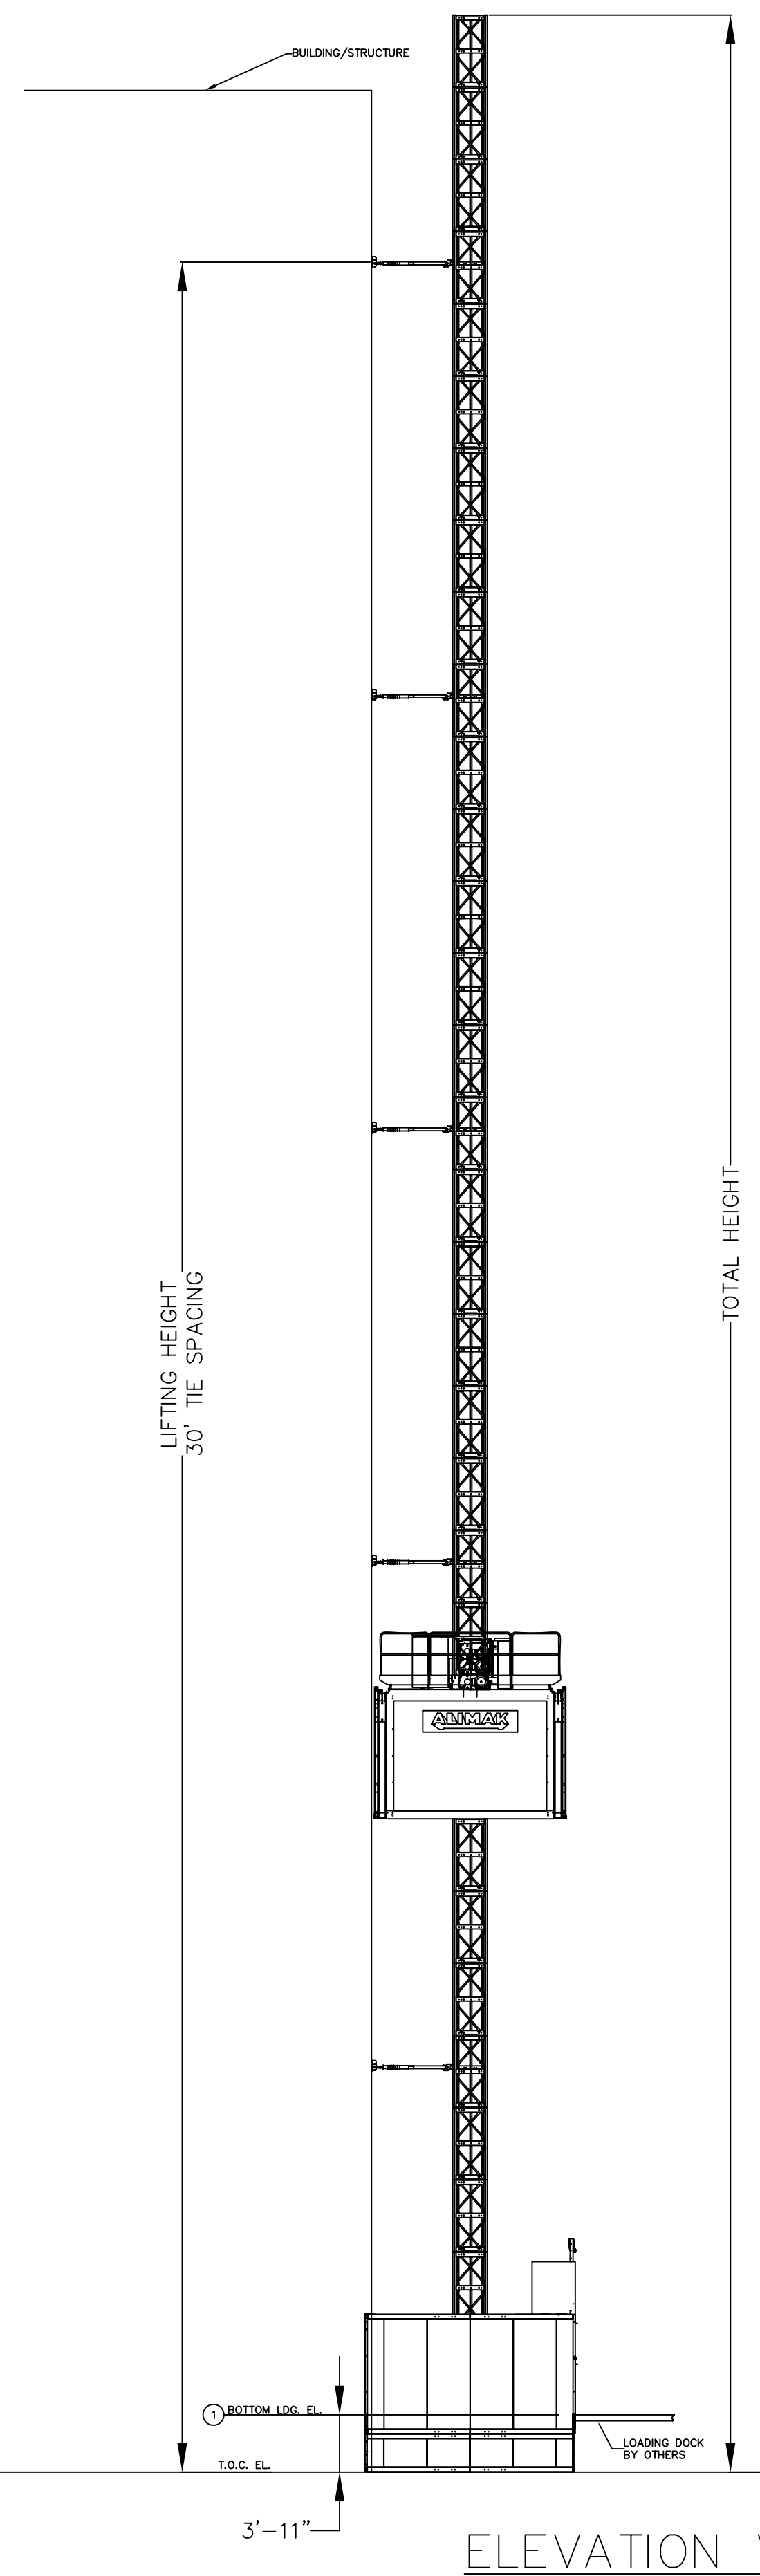 BUILDING/STRUCTURE
LIFTING HEIGHT
30' TIE SPACING
TOTAL HEIGHT
ALIMAK
1
BOTTOM LDG. EL.
LOADING DOCK
BY OTHERS
T.O.C. EL.
3'-11"
ELEVATION